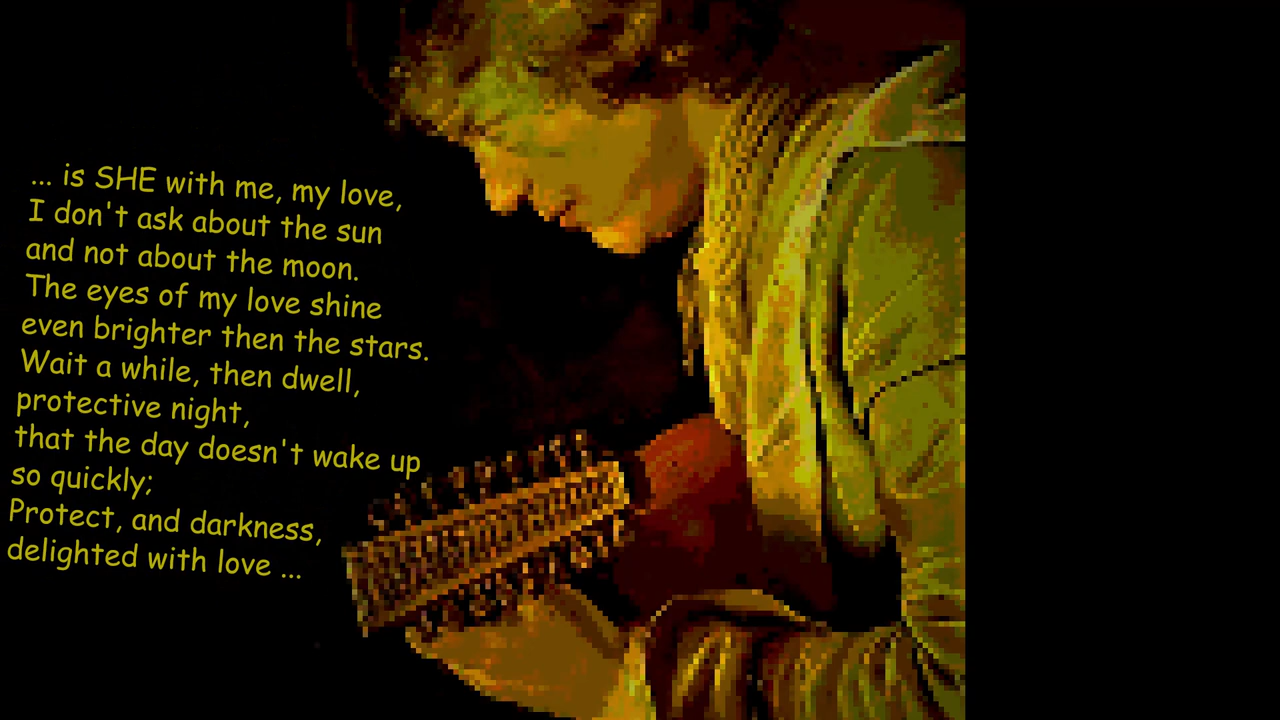 ... is SHE with me, my love,
I don't ask about the sun
and not about the moon.
The eyes of my love shine
even brighter then the stars.
Wait a while, then dwell,
protective night,
that the day doesn't wake up
so quickly;
Protect, and darkness,
delighted with love ...